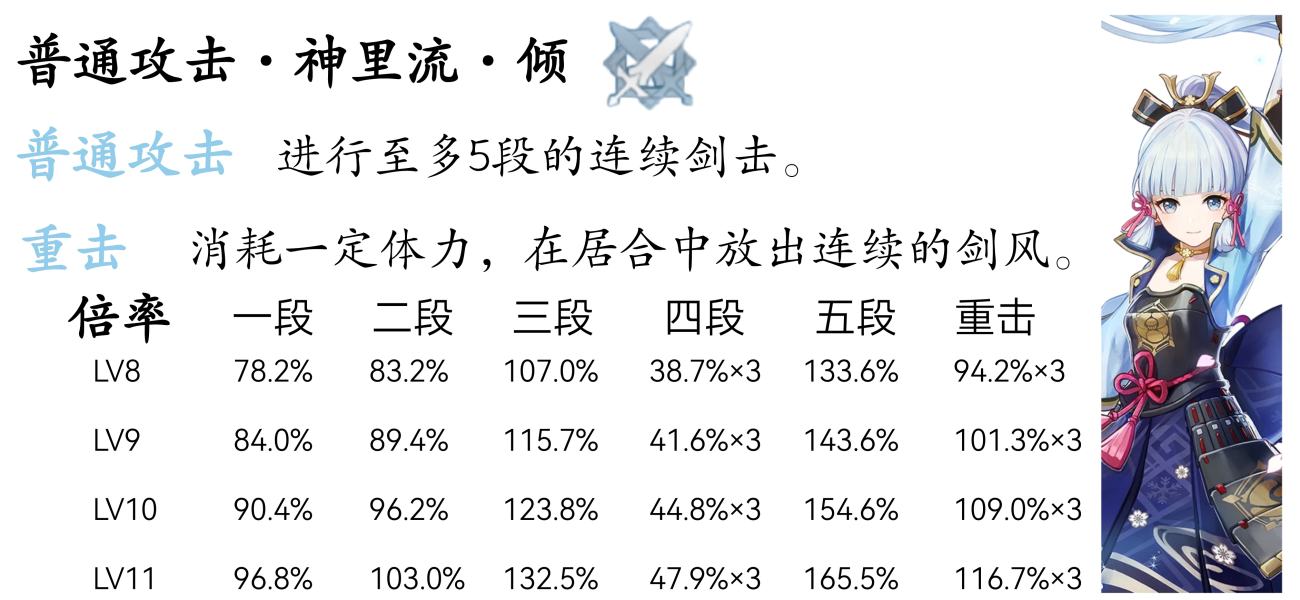 普通攻击·神里流·倾
普通攻击 进行至多5段的连续剑击。
重击 消耗一定体力，在居合中放出连续的剑风。
倍率 一段 二段 三段 四段 五段 重击
LV8 78.2% 83.2% 107.0% 38.7%×3 133.6% 94.2%×3
LV9 84.0% 89.4% 115.7% 41.6%×3 143.6% 101.3%×3
LV10 90.4% 96.2% 123.8% 44.8%×3 154.6% 109.0%×3
LV11 96.8% 103.0% 132.5% 47.9%×3 165.5% 116.7%×3